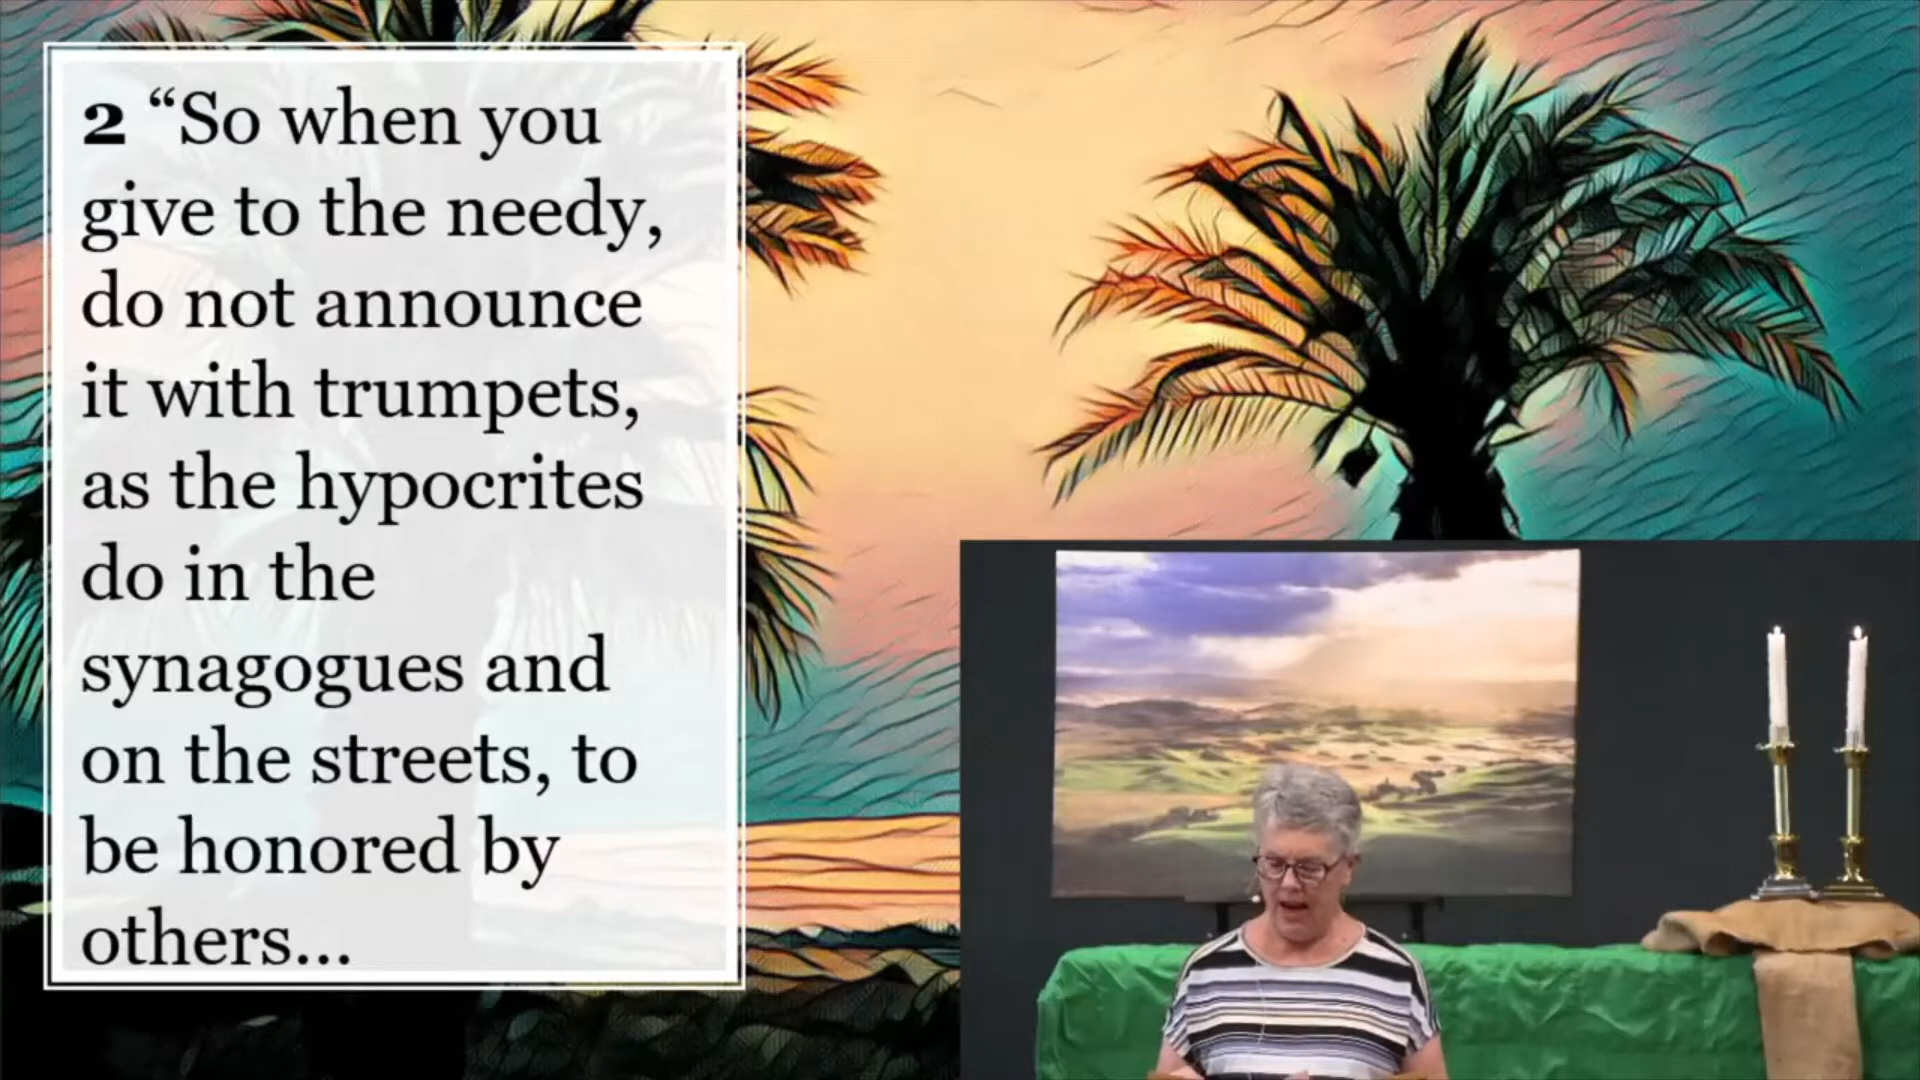 2 “So when you
give to the needy,
do not announce
it with trumpets,
as the hypocrites
do in the
synagogues and
on the streets, to
be honored by
others...